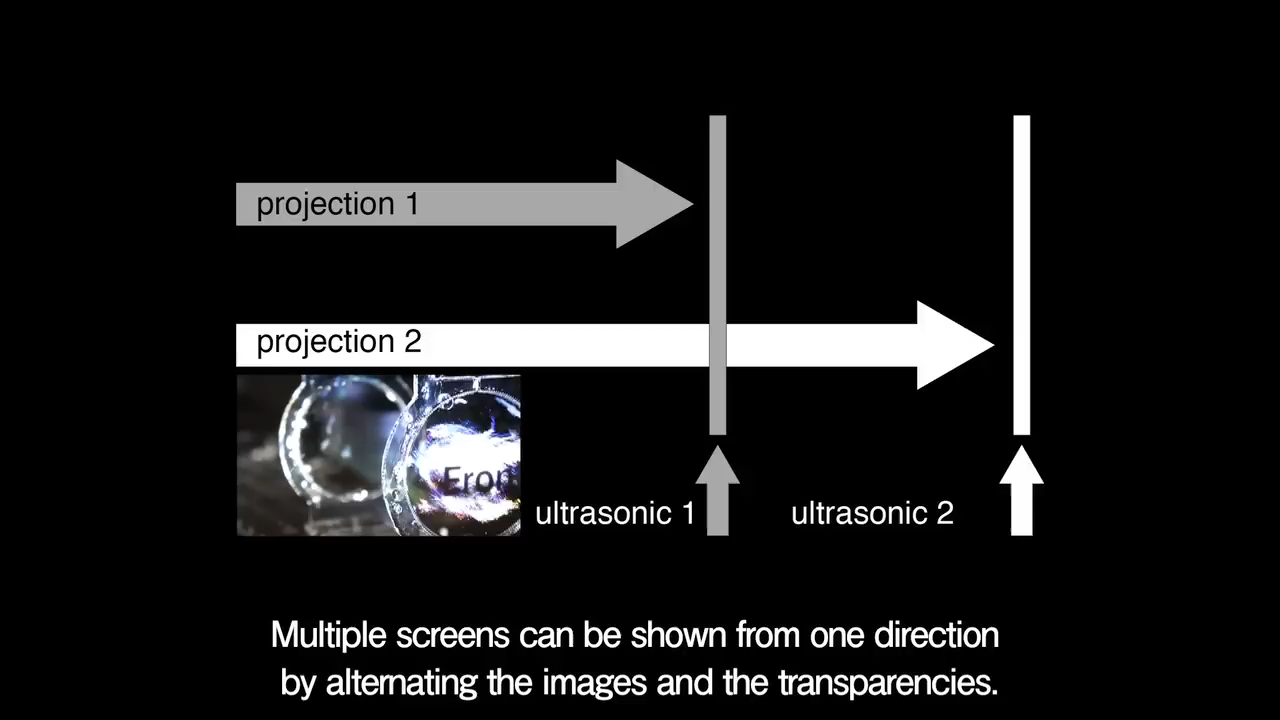 projection 1
projection 2
Fron
ultrasonic 1
ultrasonic 2
Multiple screens can be shown from one direction
by alternating the images and the transparencies.